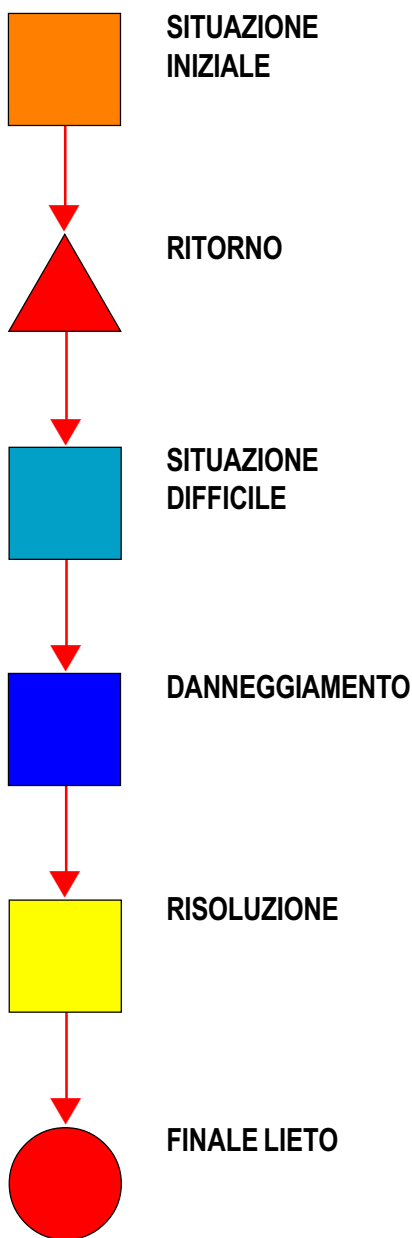 SITUAZIONE
INIZIALE
RITORNO
SITUAZIONE
DIFFICILE
DANNEGGIAMENTO
RISOLUZIONE
FINALE LIETO